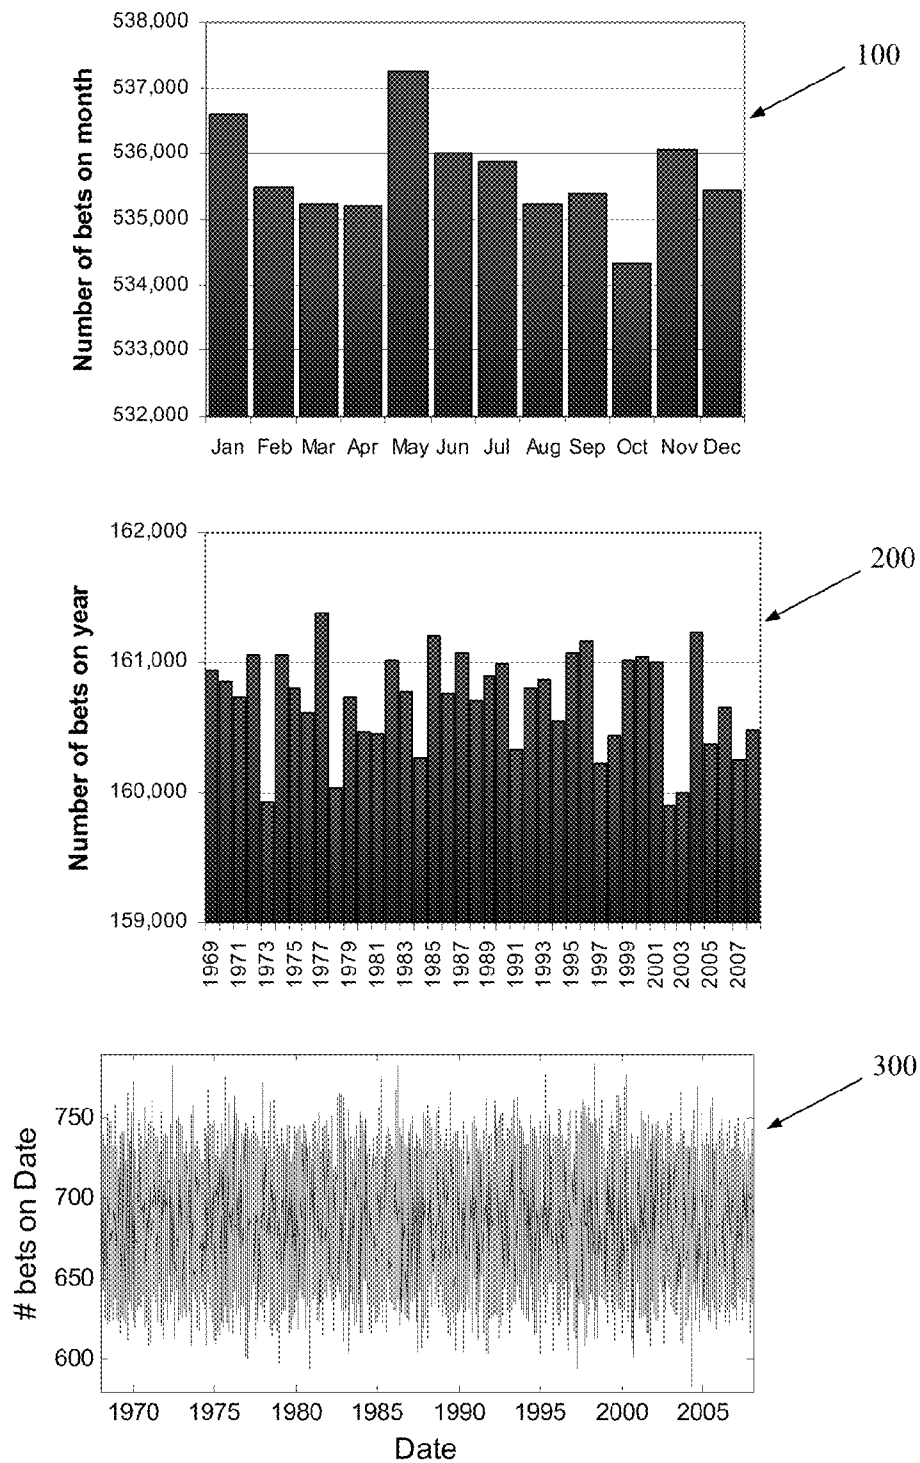 538,000
537,000
536,000
535,000
534,000
533,000
532,000
Number of bets on month
Jan Feb Mar Apr May Jun Jul Aug Sep Oct Nov Dec
100
162,000
161,000
160,000
159,000
Number of bets on year
1969 1971 1973 1975 1977 1979 1981 1983 1985 1987 1989 1991 1993 1995 1997 1999 2001 2003 2005 2007
200
750
700
650
600
# bets on Date
1970 1975 1980 1985 1990 1995 2000 2005
Date
300